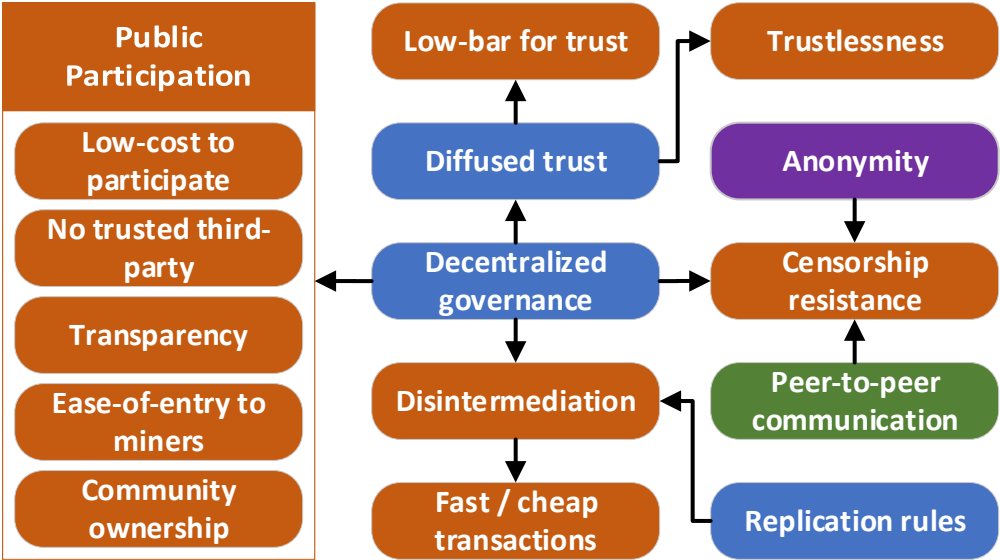 Public
Participation
Low-cost to
participate
No trusted third-
party
Transparency
Ease-of-entry to
miners
Community
ownership
Low-bar for trust
Diffused trust
Decentralized
governance
Disintermediation
Fast / cheap
transactions
Trustlessness
Anonymity
Censorship
resistance
Peer-to-peer
communication
Replication rules